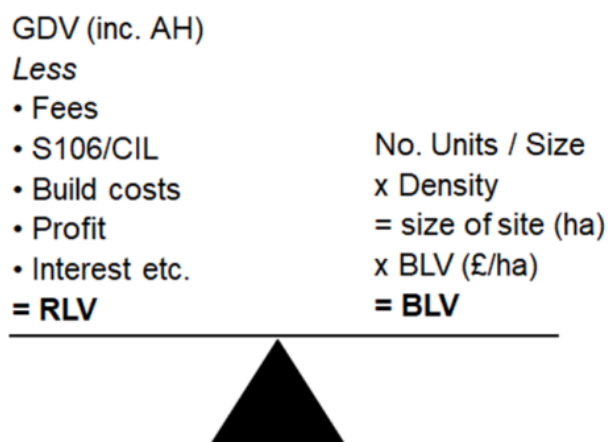 GDV (inc. AH)
Less
• Fees
• S106/CIL
• Build costs
• Profit
• Interest etc.
= RLV
No. Units / Size
x Density
= size of site (ha)
x BLV (£/ha)
= BLV